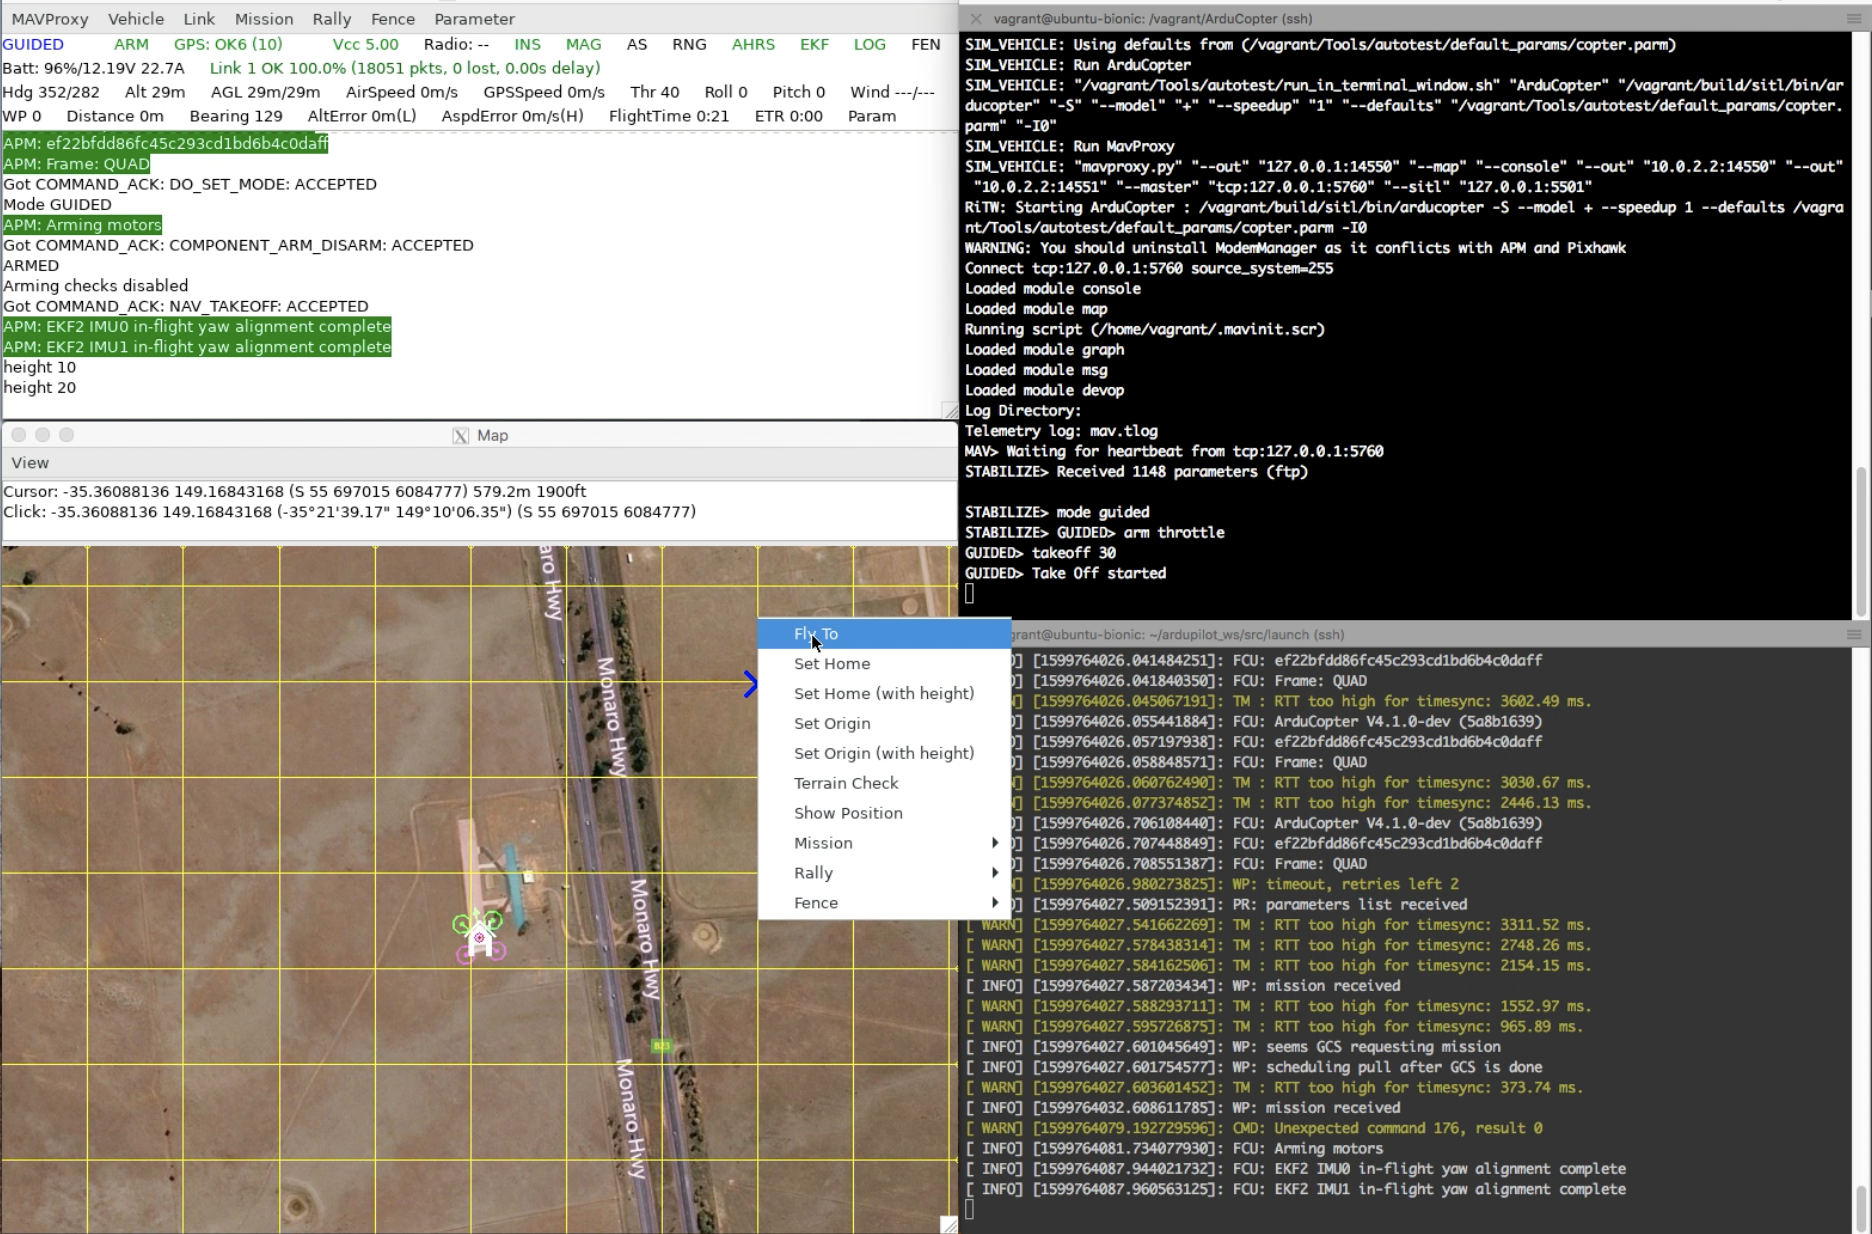 MAVProxy Vehicle Link Mission Rally Fence Parameter
GUIDED ARM GPS: OK6 (10) Vcc 5.00 Radio: -- INS MAG AS RNG AHRS EKF LOG FEN
Batt: 96%/12.19V 22.7A Link 1 OK 100.0% (18051 pkts, 0 lost, 0.00s delay)
Hdg 352/282 Alt 29m AGL 29m/29m AirSpeed 0m/s GPSSpeed 0m/s Thr 40 Roll 0 Pitch 0 Wind ---/---
WP 0 Distance 0m Bearing 129 AltError 0m(L) AspdError 0m/s(H) FlightTime 0:21 ETR 0:00 Param
APM: ef22bfdd86fc45c293cd1bd6b4c0daff
APM: Frame: QUAD
Got COMMAND_ACK: DO_SET_MODE: ACCEPTED
Mode GUIDED
APM: Arming motors
Got COMMAND_ACK: COMPONENT_ARM_DISARM: ACCEPTED
ARMED
Arming checks disabled
Got COMMAND_ACK: NAV_TAKEOFF: ACCEPTED
APM: EKF2 IMU0 in-flight yaw alignment complete
APM: EKF2 IMU1 in-flight yaw alignment complete
height 10
height 20
Map
View
Cursor: -35.36088136 149.16843168 (S 55 697015 6084777) 579.2m 1900ft
Click: -35.36088136 149.16843168 (-35°21'39.17" 149°10'06.35") (S 55 697015 6084777)
aro Hwy
Monaro Hwy
Monaro Hwy
B23
Monaro Hwy
Fly To
Set Home
Set Home (with height)
Set Origin
Set Origin (with height)
Terrain Check
Show Position
Mission
Rally
Fence
vagrant@ubuntu-bionic: /vagrant/ArduCopter (ssh)
SIM_VEHICLE: Using defaults from (/vagrant/Tools/autotest/default_params/copter.parm)
SIM_VEHICLE: Run ArduCopter
SIM_VEHICLE: "/vagrant/Tools/autotest/run_in_terminal_window.sh" "ArduCopter" "/vagrant/build/sitl/bin/ar
ducopter" "-S" "--model" "+" "--speedup" "1" "--defaults" "/vagrant/Tools/autotest/default_params/copter.
parm" "-I0"
SIM_VEHICLE: Run MavProxy
SIM_VEHICLE: "mavproxy.py" "--out" "127.0.0.1:14550" "--map" "--console" "--out" "10.0.2.2:14550" "--out"
"10.0.2.2:14551" "--master" "tcp:127.0.0.1:5760" "--sitl" "127.0.0.1:5501"
RiTW: Starting ArduCopter : /vagrant/build/sitl/bin/arducopter -S --model + --speedup 1 --defaults /vagra
nt/Tools/autotest/default_params/copter.parm -I0
WARNING: You should uninstall ModemManager as it conflicts with APM and Pixhawk
Connect tcp:127.0.0.1:5760 source_system=255
Loaded module console
Loaded module map
Running script (/home/vagrant/.mavinit.scr)
Loaded module graph
Loaded module msg
Loaded module devop
Log Directory:
Telemetry log: mav.tlog
MAV> Waiting for heartbeat from tcp:127.0.0.1:5760
STABILIZE> Received 1148 parameters (ftp)
STABILIZE> mode guided
STABILIZE> GUIDED> arm throttle
GUIDED> takeoff 30
GUIDED> Take Off started
grant@ubuntu-bionic: ~/ardupilot_ws/src/launch (ssh)
] [1599764026.041484251]: FCU: ef22bfdd86fc45c293cd1bd6b4c0daff
] [1599764026.041840350]: FCU: Frame: QUAD
] [1599764026.045067191]: TM : RTT too high for timesync: 3602.49 ms.
] [1599764026.055441884]: FCU: ArduCopter V4.1.0-dev (5a8b1639)
] [1599764026.057197938]: FCU: ef22bfdd86fc45c293cd1bd6b4c0daff
] [1599764026.058848571]: FCU: Frame: QUAD
] [1599764026.060762490]: TM : RTT too high for timesync: 3030.67 ms.
] [1599764026.077374852]: TM : RTT too high for timesync: 2446.13 ms.
] [1599764026.706108440]: FCU: ArduCopter V4.1.0-dev (5a8b1639)
] [1599764026.707448849]: FCU: ef22bfdd86fc45c293cd1bd6b4c0daff
] [1599764026.708551387]: FCU: Frame: QUAD
] [1599764026.980273825]: WP: timeout, retries left 2
] [1599764027.509152391]: PR: parameters list received
[ WARN] [1599764027.541662269]: TM : RTT too high for timesync: 3311.52 ms.
[ WARN] [1599764027.578438314]: TM : RTT too high for timesync: 2748.26 ms.
[ WARN] [1599764027.584162506]: TM : RTT too high for timesync: 2154.15 ms.
[ INFO] [1599764027.587203434]: WP: mission received
[ WARN] [1599764027.588293711]: TM : RTT too high for timesync: 1552.97 ms.
[ WARN] [1599764027.595726875]: TM : RTT too high for timesync: 965.89 ms.
[ INFO] [1599764027.601045649]: WP: seems GCS requesting mission
[ INFO] [1599764027.601754577]: WP: scheduling pull after GCS is done
[ WARN] [1599764027.603601452]: TM : RTT too high for timesync: 373.74 ms.
[ INFO] [1599764032.608611785]: WP: mission received
[ WARN] [1599764079.192729596]: CMD: Unexpected command 176, result 0
[ INFO] [1599764081.734077930]: FCU: Arming motors
[ INFO] [1599764087.944021732]: FCU: EKF2 IMU0 in-flight yaw alignment complete
[ INFO] [1599764087.960563125]: FCU: EKF2 IMU1 in-flight yaw alignment complete